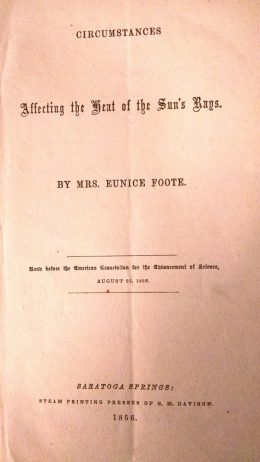 CIRCUMSTANCES
Affecting the Heat of the Sun's Rays.
BY MRS. EUNICE FOOTE.
Read before the American Association for the Advancement of Science,
AUGUST 23, 1856.
SARATOGA SPRINGS:
STEAM PRINTING PRESSES OF G. M. DAVISON.
1856.